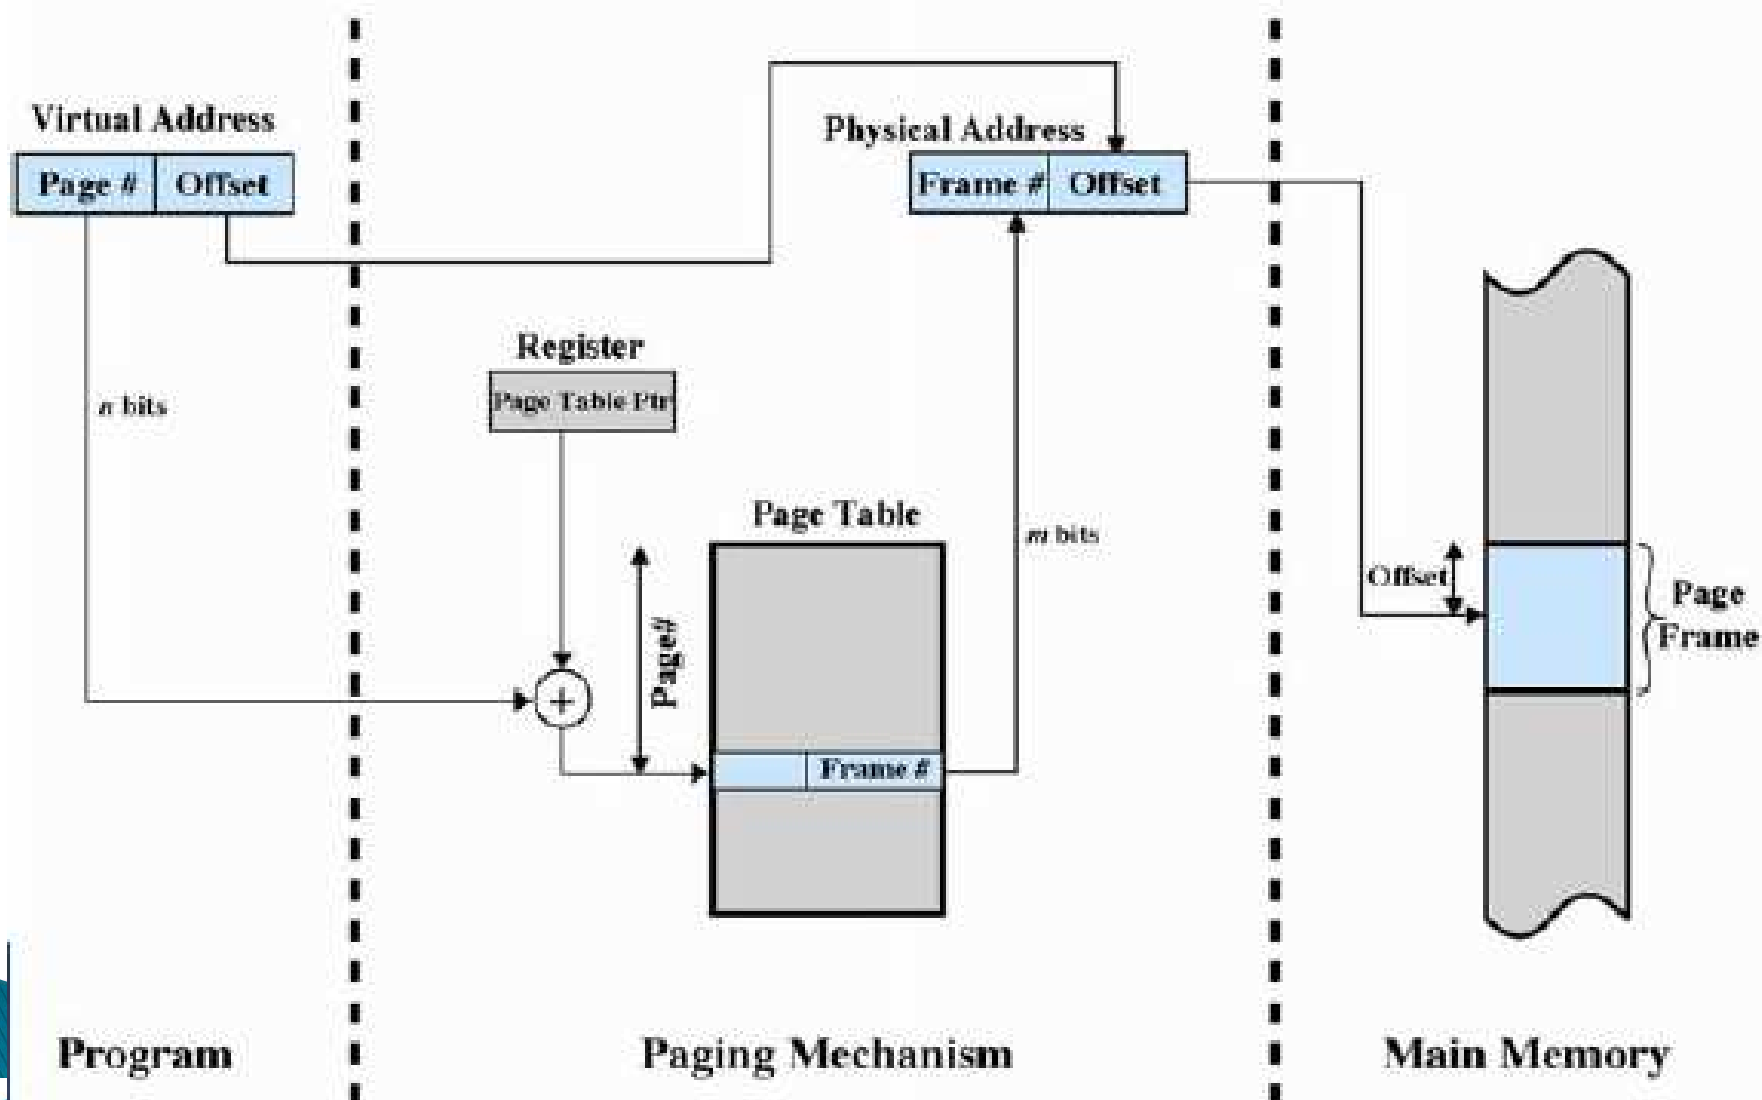 Virtual Address
Page #
Offset
Physical Address
Frame #
Offset
n bits
Register
Page Table Ptr
Page Table
Page#
Frame #
m bits
Offset
Page
Frame
Program
Paging Mechanism
Main Memory